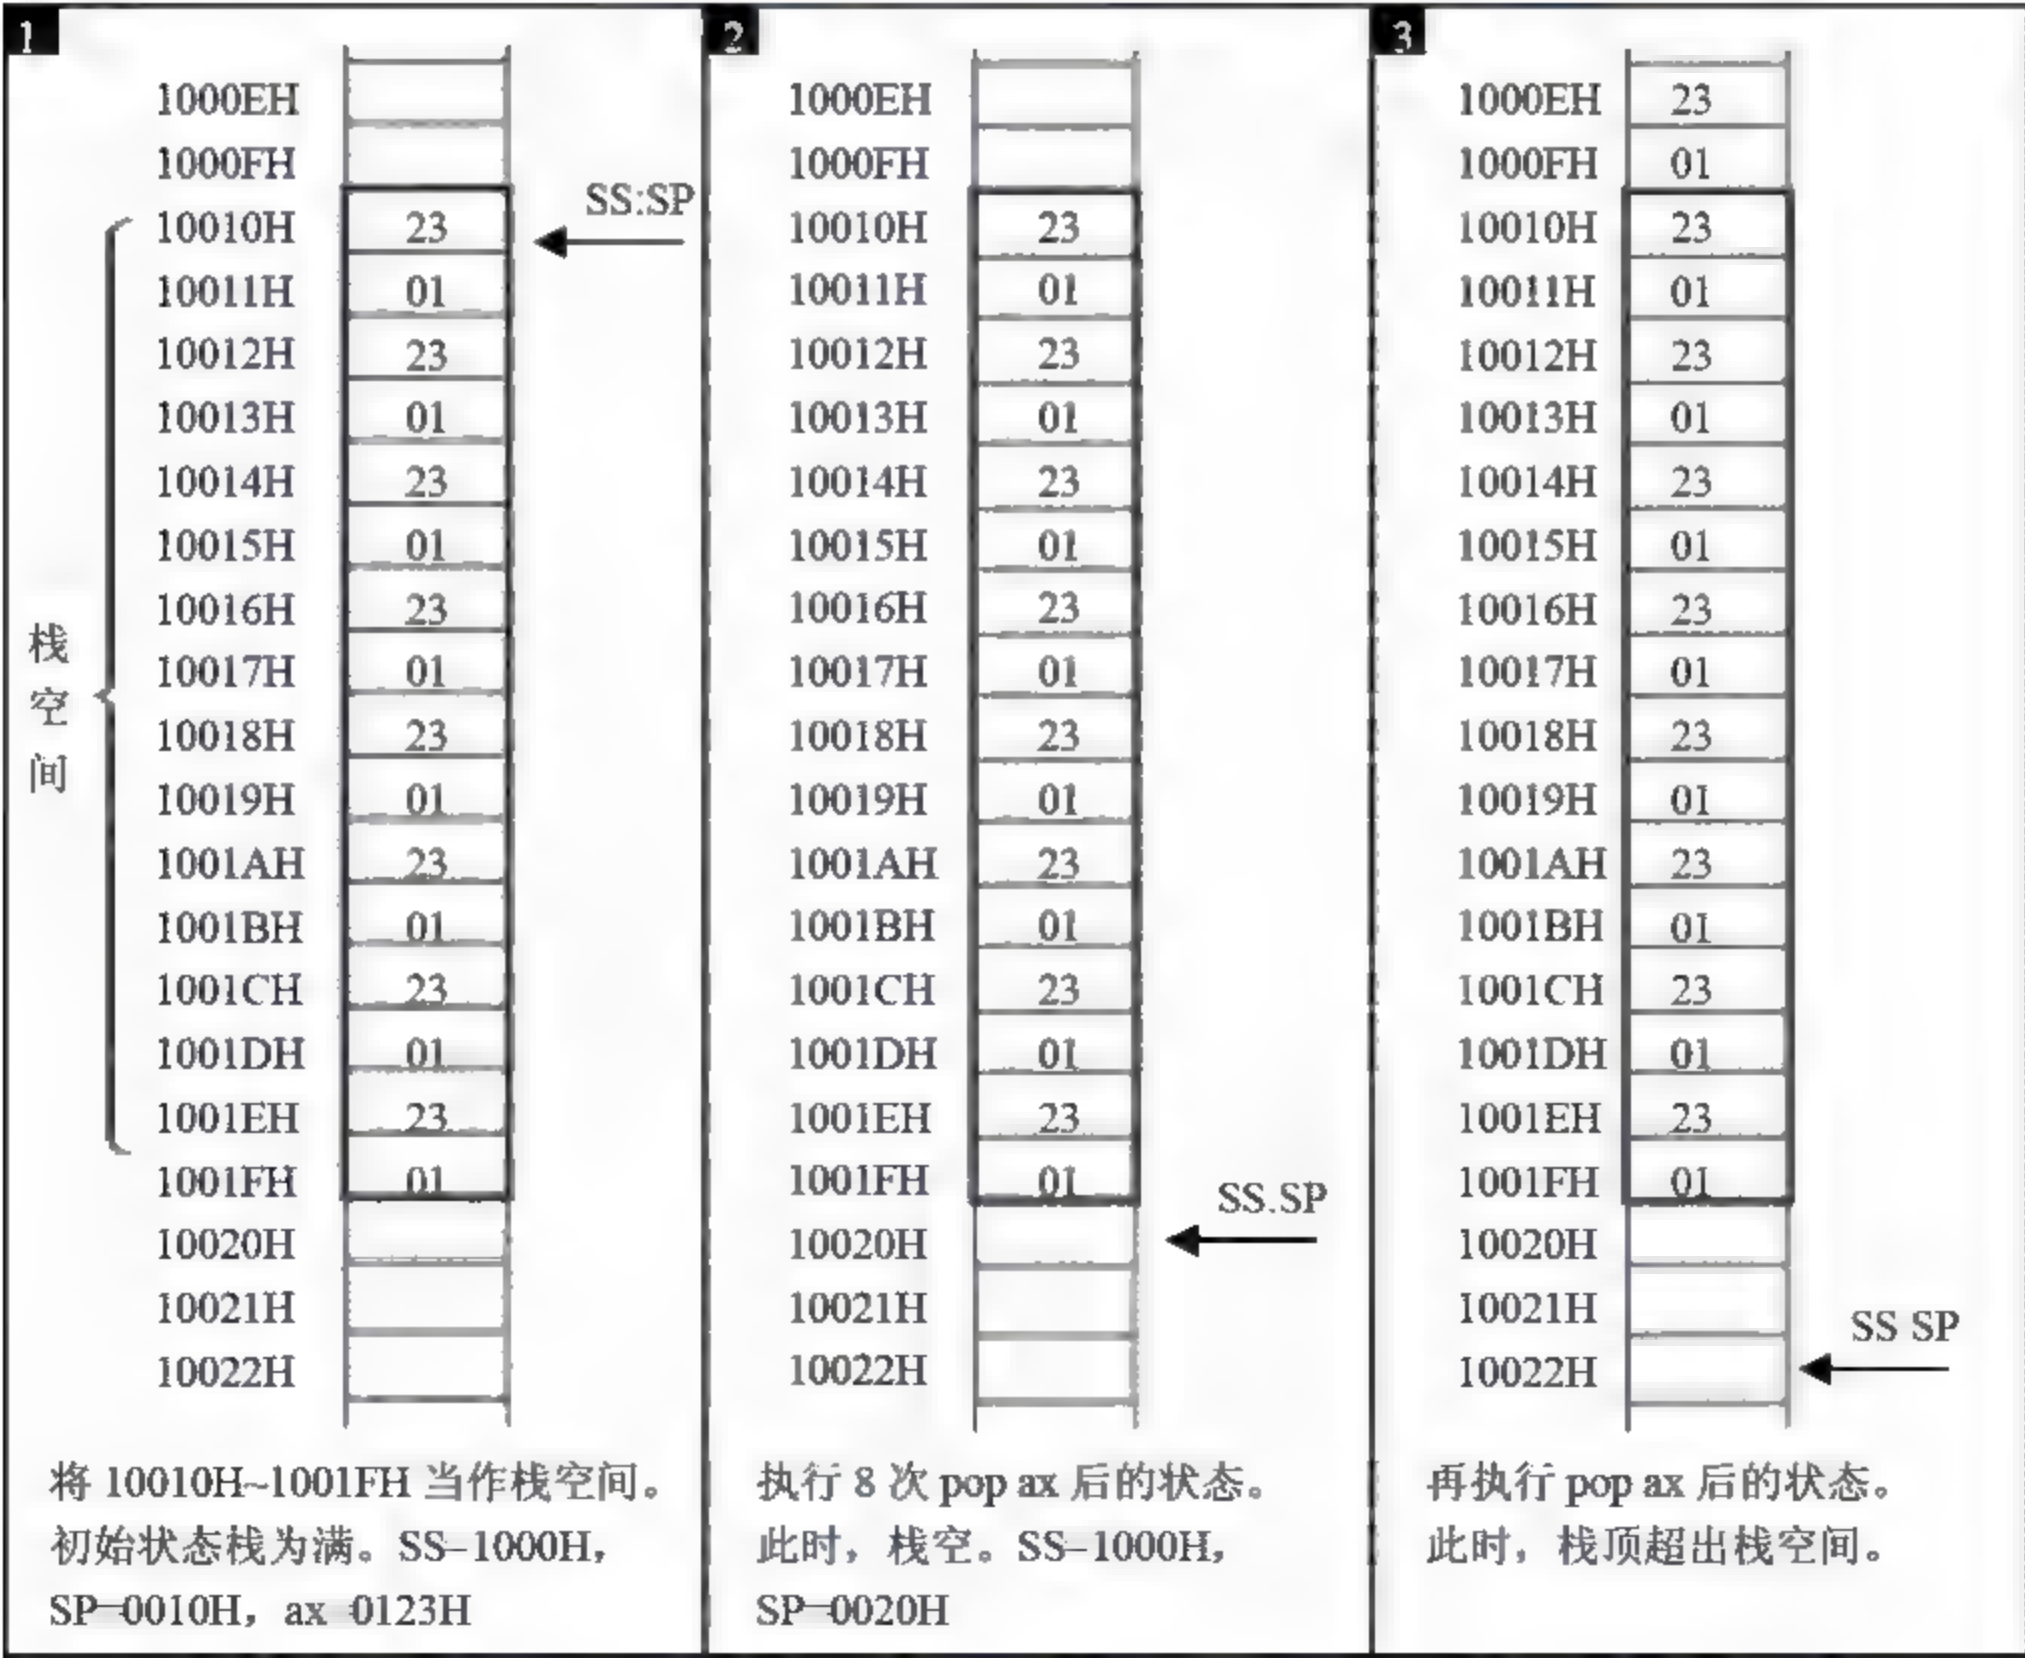 1
1000EH
1000FH
10010H 23 SS:SP
10011H 01
10012H 23
10013H 01
10014H 23
10015H 01
10016H 23
10017H 01
10018H 23
10019H 01
1001AH 23
1001BH 01
1001CH 23
1001DH 01
1001EH 23
1001FH 01
10020H
10021H
10022H
栈
空
间
将 10010H~1001FH 当作栈空间。
初始状态栈为满。SS–1000H,
SP–0010H, ax 0123H
2
1000EH
1000FH
10010H 23
10011H 01
10012H 23
10013H 01
10014H 23
10015H 01
10016H 23
10017H 01
10018H 23
10019H 01
1001AH 23
1001BH 01
1001CH 23
1001DH 01
1001EH 23
1001FH 01
10020H SS.SP
10021H
10022H
执行 8 次 pop ax 后的状态。
此时，栈空。SS–1000H,
SP–0020H
3
1000EH 23
1000FH 01
10010H 23
10011H 01
10012H 23
10013H 01
10014H 23
10015H 01
10016H 23
10017H 01
10018H 23
10019H 01
1001AH 23
1001BH 01
1001CH 23
1001DH 01
1001EH 23
1001FH 01
10020H
10021H
10022H SS SP
再执行 pop ax 后的状态。
此时，栈顶超出栈空间。